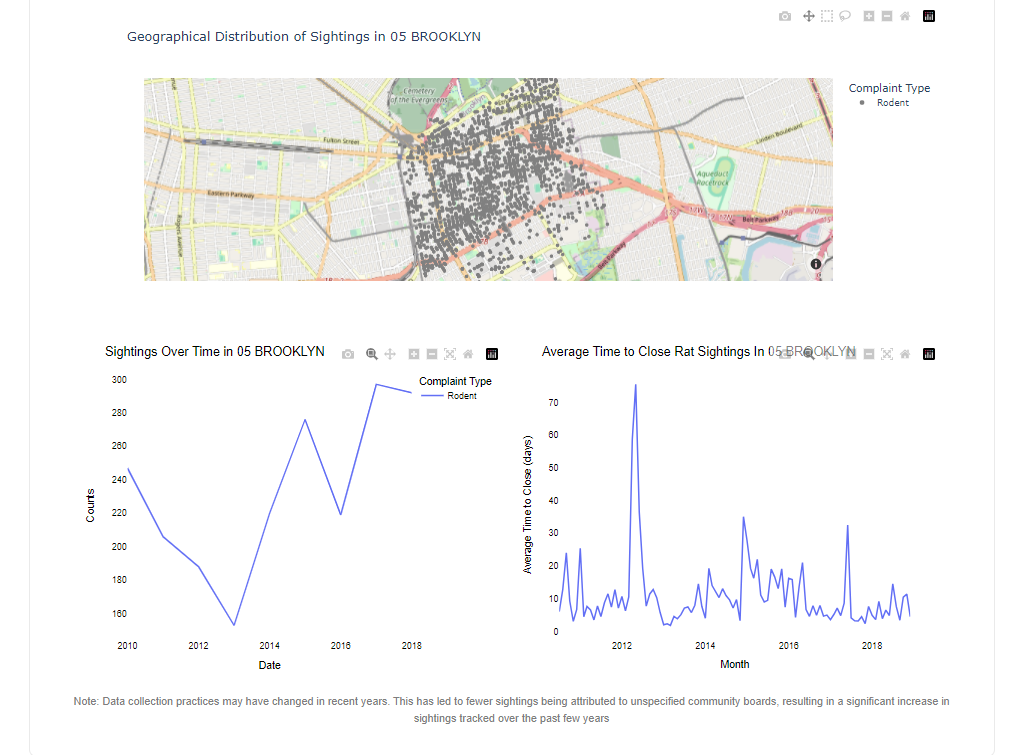 Geographical Distribution of Sightings in 05 BROOKLYN
Complaint Type
Rodent
Cemetery
of the Evergreens
Fulton Street
Linden Boulevard
Aqueduct
Racetrack
Eastern Parkway
Rogers Avenue
Belt Parkway
Belt Parkway
Sightings Over Time in 05 BROOKLYN
Complaint Type
Rodent
300
280
260
240
220
200
180
160
Counts
2010
2012
2014
2016
2018
Date
Average Time to Close Rat Sightings In 05 BROOKLYN
70
60
50
40
30
20
10
0
Average Time to Close (days)
2012
2014
2016
2018
Month
Note: Data collection practices may have changed in recent years. This has led to fewer sightings being attributed to unspecified community boards, resulting in a significant increase in
sightings tracked over the past few years